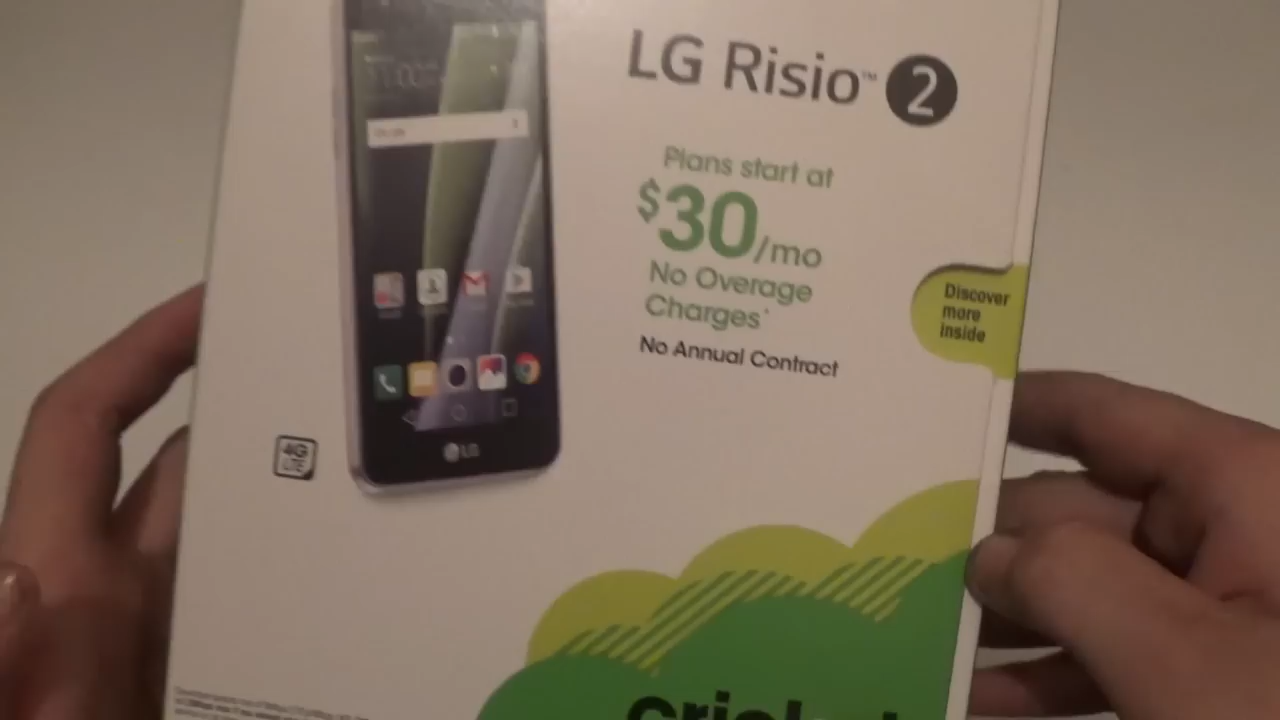 LG Risio™ 2
Plans start at
$30/mo
No Overage
Charges*
No Annual Contract
Discover
more
inside
4G
LTE
LG
cricket